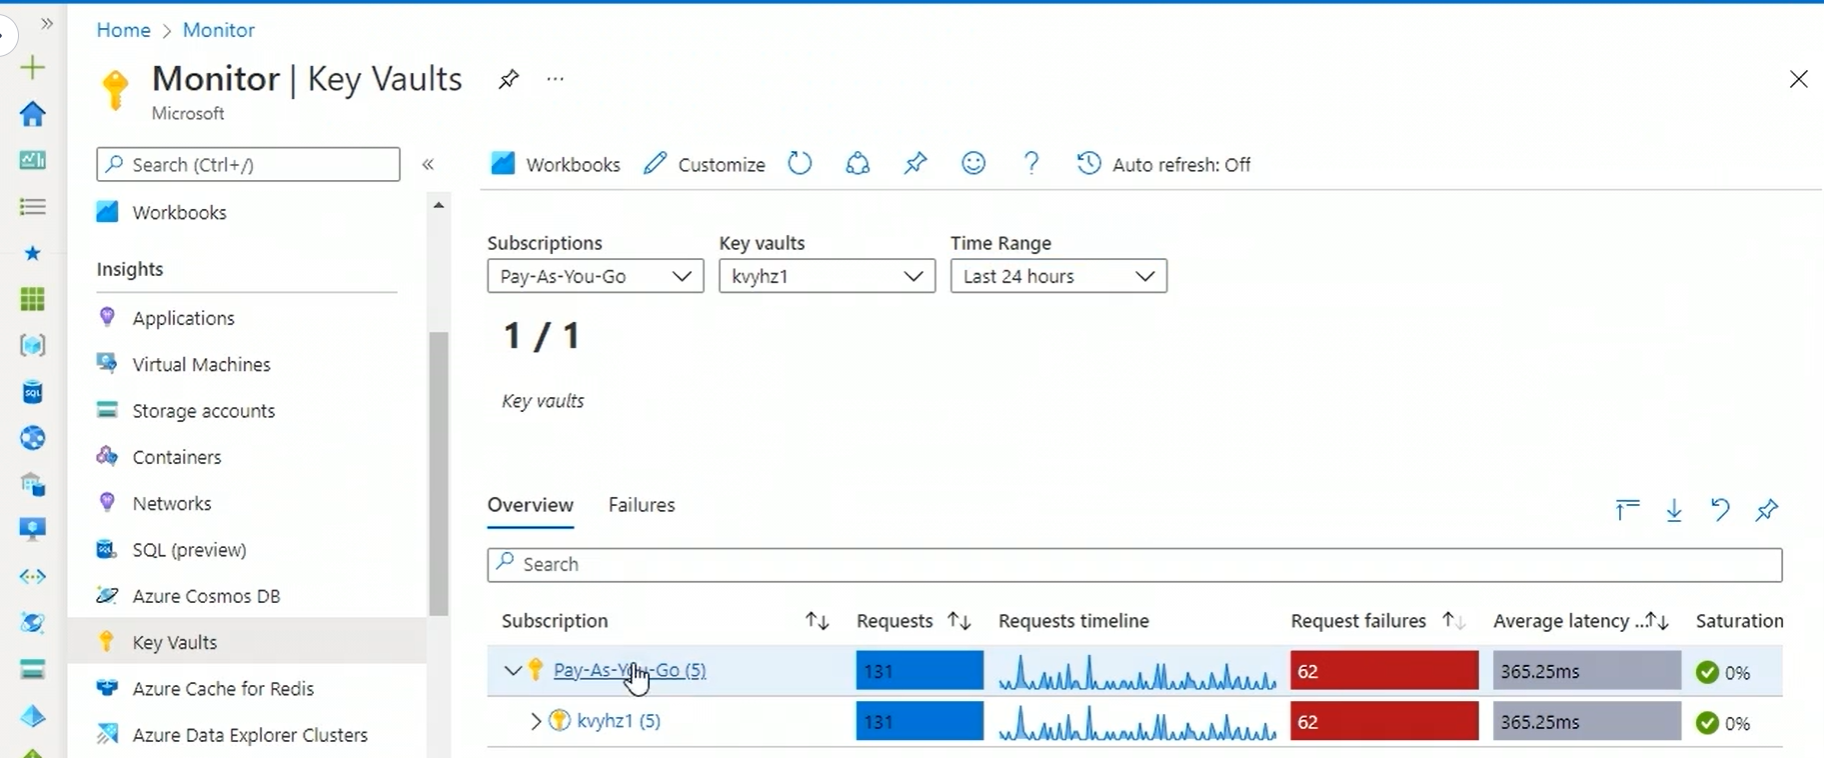 Home > Monitor
Monitor | Key Vaults ...
Microsoft
Search (Ctrl+/)
Workbooks
Insights
Applications
Virtual Machines
Storage accounts
Containers
Networks
SQL (preview)
Azure Cosmos DB
Key Vaults
Azure Cache for Redis
Azure Data Explorer Clusters
Workbooks Customize ? Auto refresh: Off
Subscriptions Key vaults Time Range
Pay-As-You-Go kvyhz1 Last 24 hours
1 / 1
Key vaults
Overview Failures
Search
Subscription Requests Requests timeline Request failures Average latency ... Saturation
Pay-As-You-Go (5) 131 62 365.25ms 0%
kvyhz1 (5) 131 62 365.25ms 0%